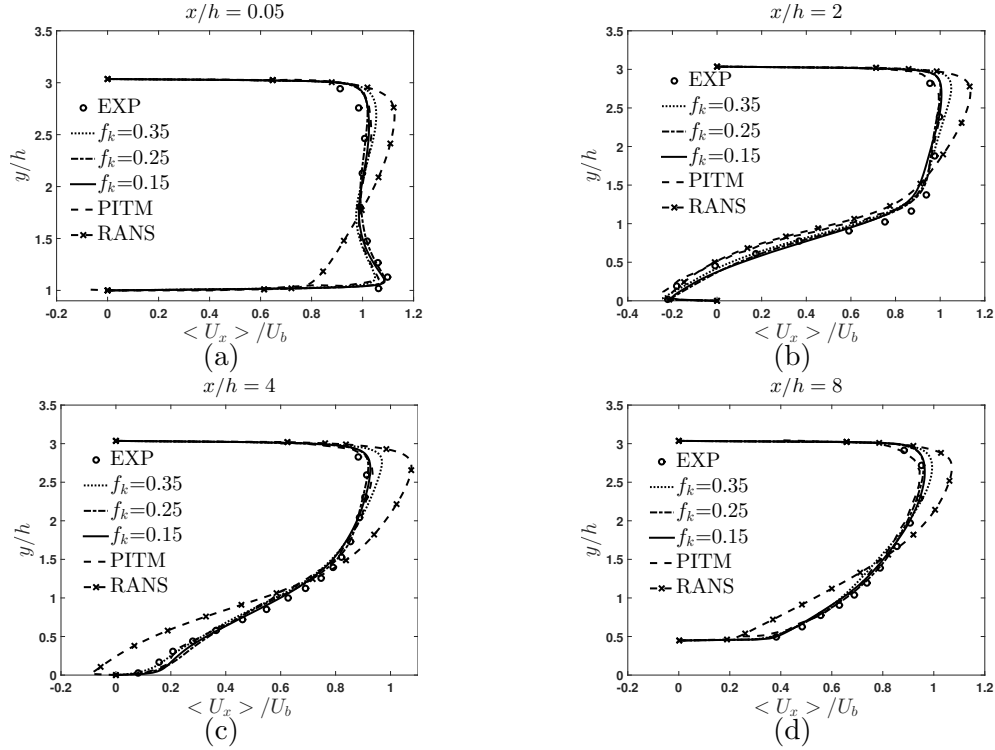 x/h = 0.05
3.5
3
2.5
2
1.5
1
y/h
EXP
f_k=0.35
f_k=0.25
f_k=0.15
PITM
RANS
-0.2 0 0.2 0.4 0.6 0.8 1 1.2
< U_x > /U_b
(a)
x/h = 2
3.5
3
2.5
2
1.5
1
0.5
0
y/h
EXP
f_k=0.35
f_k=0.25
f_k=0.15
PITM
RANS
-0.4 -0.2 0 0.2 0.4 0.6 0.8 1 1.2
< U_x > /U_b
(b)
x/h = 4
3.5
3
2.5
2
1.5
1
0.5
0
y/h
EXP
f_k=0.35
f_k=0.25
f_k=0.15
PITM
RANS
-0.2 0 0.2 0.4 0.6 0.8 1
< U_x > /U_b
(c)
x/h = 8
3.5
3
2.5
2
1.5
1
0.5
0
y/h
EXP
f_k=0.35
f_k=0.25
f_k=0.15
PITM
RANS
-0.2 0 0.2 0.4 0.6 0.8 1 1.2
< U_x > /U_b
(d)